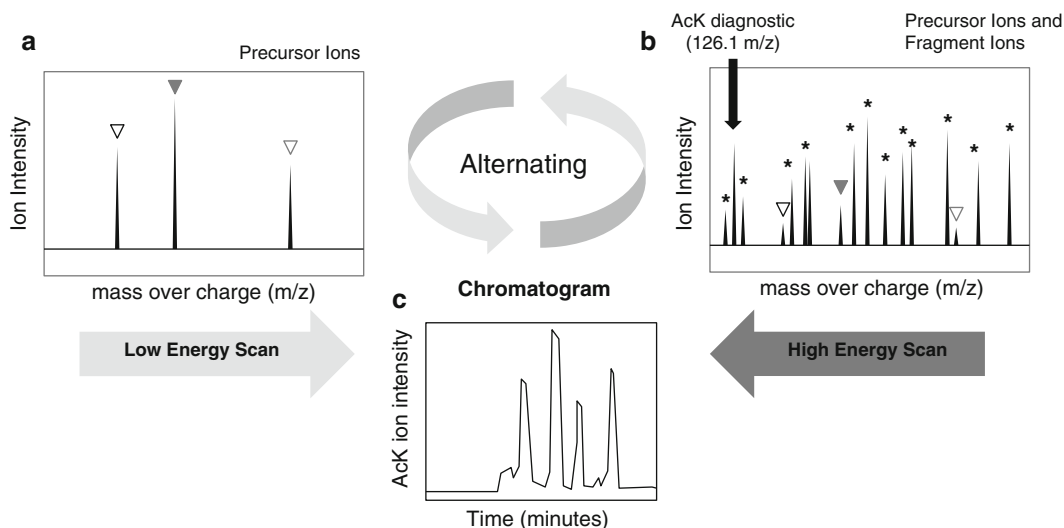 a
Precursor Ions
Ion Intensity
mass over charge (m/z)
Low Energy Scan
Alternating
b
AcK diagnostic
(126.1 m/z)
Precursor Ions and
Fragment Ions
* * * * * * * * * * * * *
Ion Intensity
mass over charge (m/z)
High Energy Scan
c
Chromatogram
AcK ion intensity
Time (minutes)